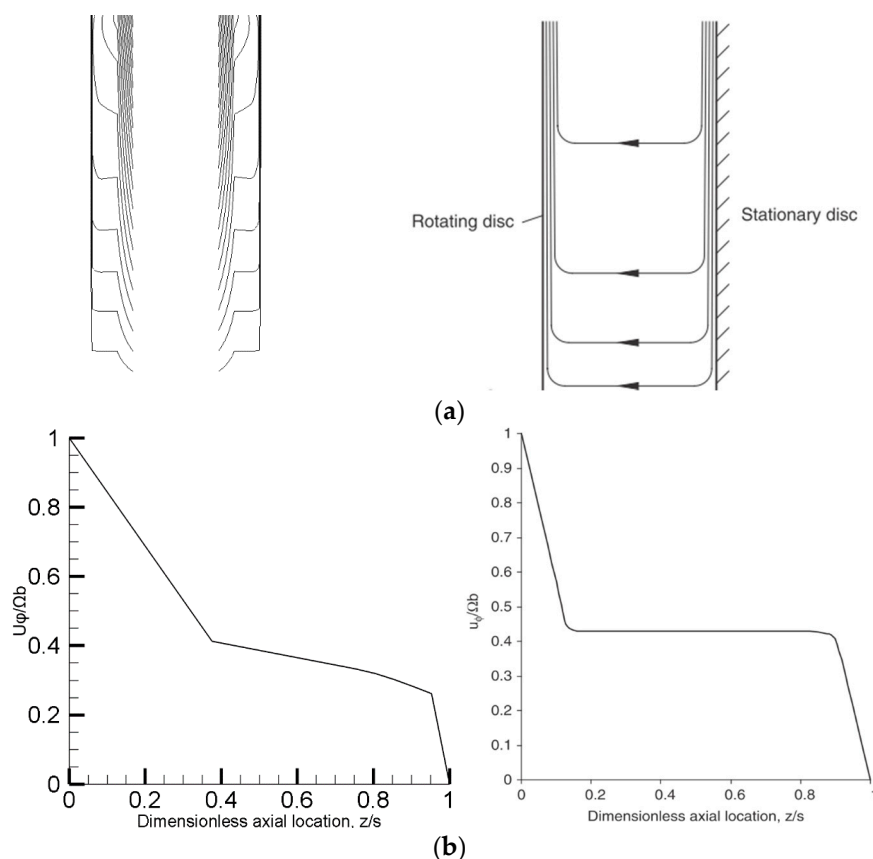 Rotating disc
Stationary disc
(a)
1
0.8
0.6
0.4
0.2
0
Uφ/Ωb
0 0.2 0.4 0.6 0.8 1
Dimensionless axial location, z/s
1
0.9
0.8
0.7
0.6
0.5
0.4
0.3
0.2
0.1
0
uϕ/Ωb
0 0.2 0.4 0.6 0.8
Dimensionless axial location, z/s
(b)